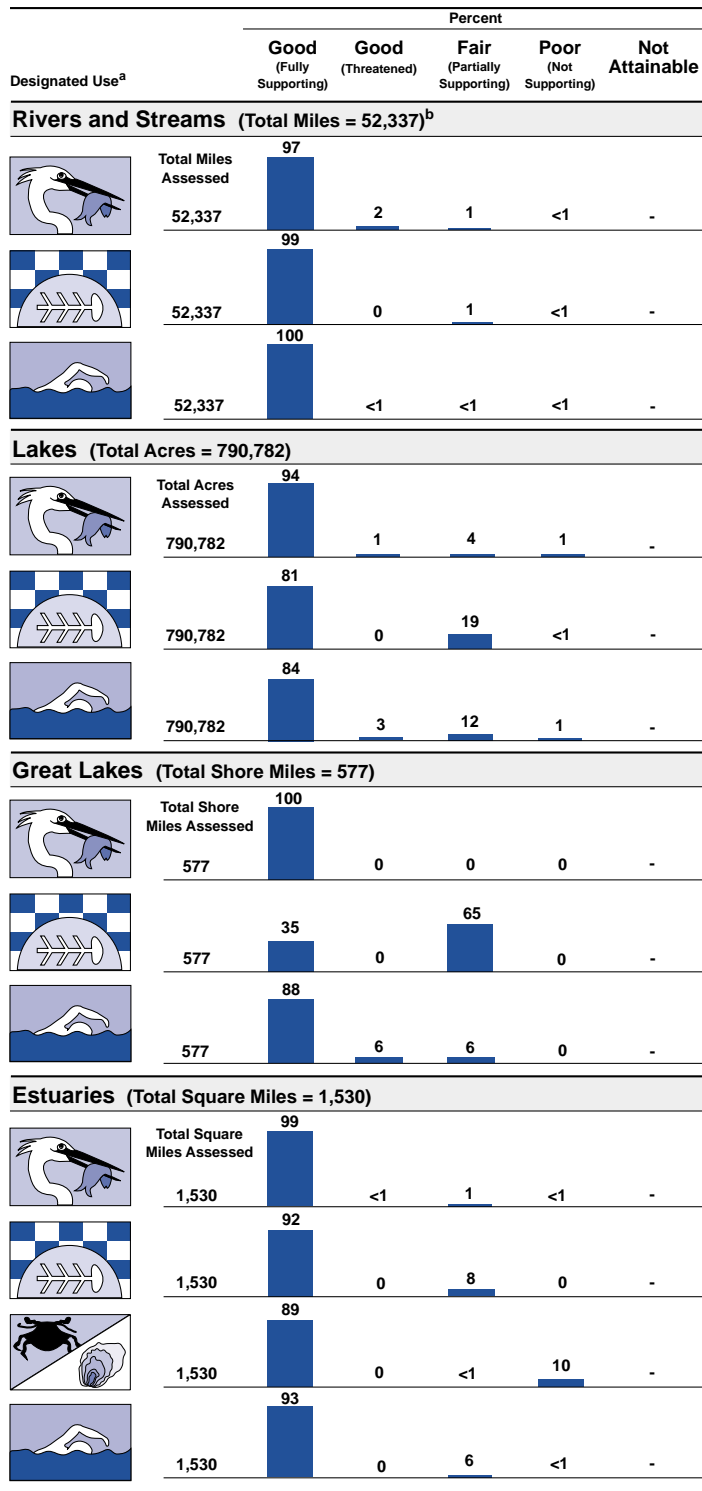 Percent
Designated Use a
Good (Fully Supporting)
Good (Threatened)
Fair (Partially Supporting)
Poor (Not Supporting)
Not Attainable
Rivers and Streams (Total Miles = 52,337)b
Total Miles Assessed
52,337 97 2 1 <1 -
52,337 99 0 1 <1 -
52,337 100 <1 <1 <1 -
Lakes (Total Acres = 790,782)
Total Acres Assessed
790,782 94 1 4 1 -
790,782 81 0 19 <1 -
790,782 84 3 12 1 -
Great Lakes (Total Shore Miles = 577)
Total Shore Miles Assessed
577 100 0 0 0 -
577 35 0 65 0 -
577 88 6 6 0 -
Estuaries (Total Square Miles = 1,530)
Total Square Miles Assessed
1,530 99 <1 1 <1 -
1,530 92 0 8 0 -
1,530 89 0 <1 10 -
1,530 93 0 6 <1 -